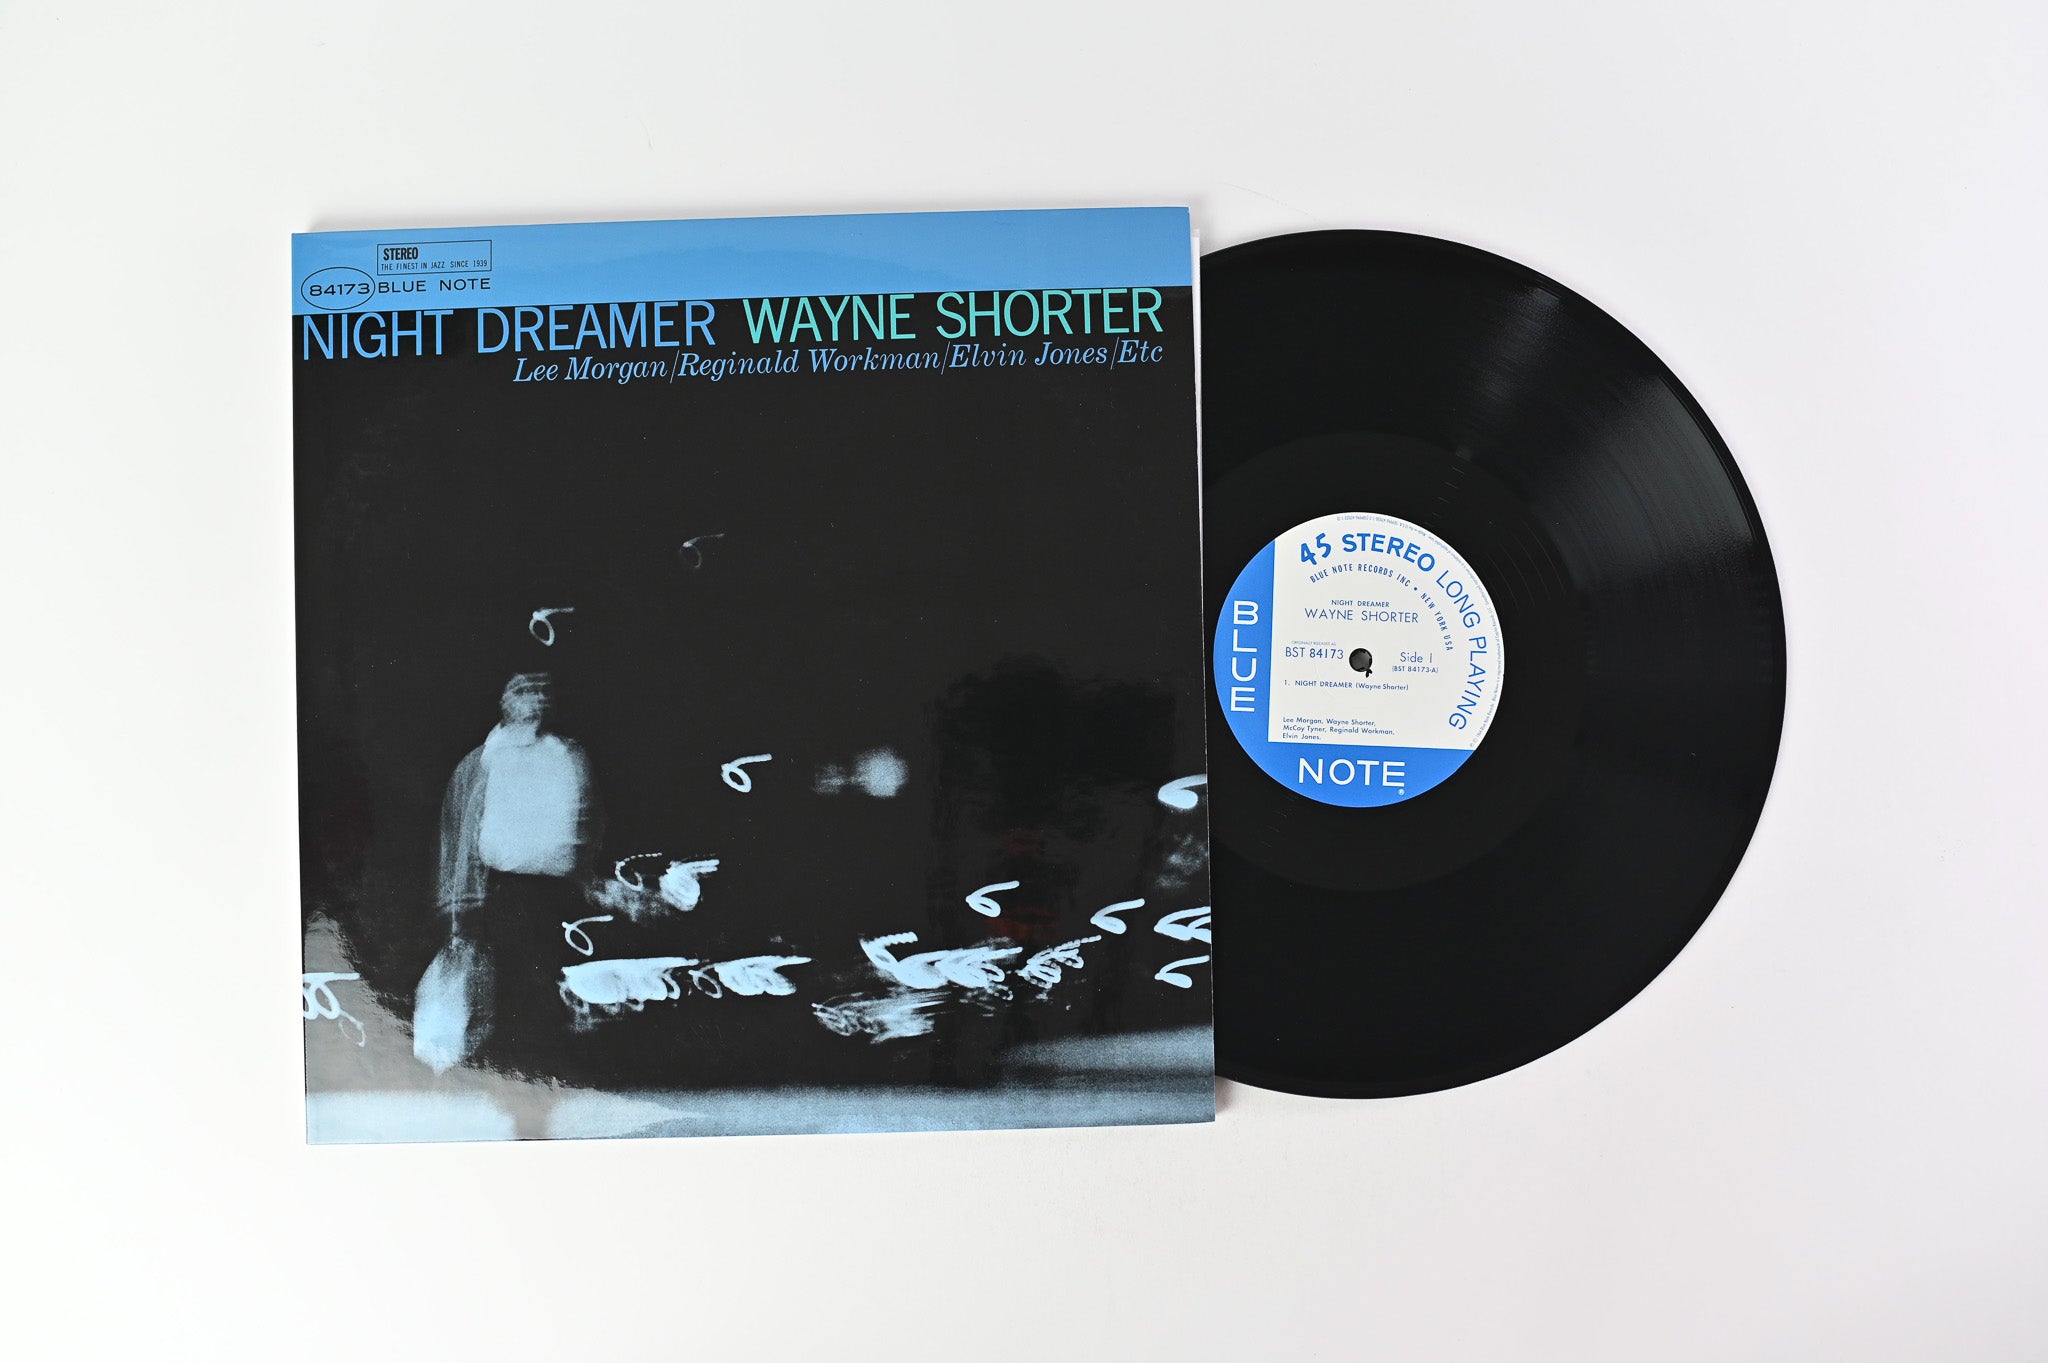 STEREO
THE FINEST IN JAZZ SINCE 1939
84173 BLUE NOTE
NIGHT DREAMER WAYNE SHORTER
Lee Morgan/Reginald Workman/Elvin Jones/Etc
45 STEREO LONG PLAYING
BLUE NOTE RECORDS INC • NEW YORK USA
NIGHT DREAMER
WAYNE SHORTER
ORIGINALLY RELEASED AS
BST 84173
Side 1
(BST 84173-A)
1. NIGHT DREAMER (Wayne Shorter)
Lee Morgan, Wayne Shorter,
McCoy Tyner, Reginald Workman,
Elvin Jones.
BLUE
NOTE®